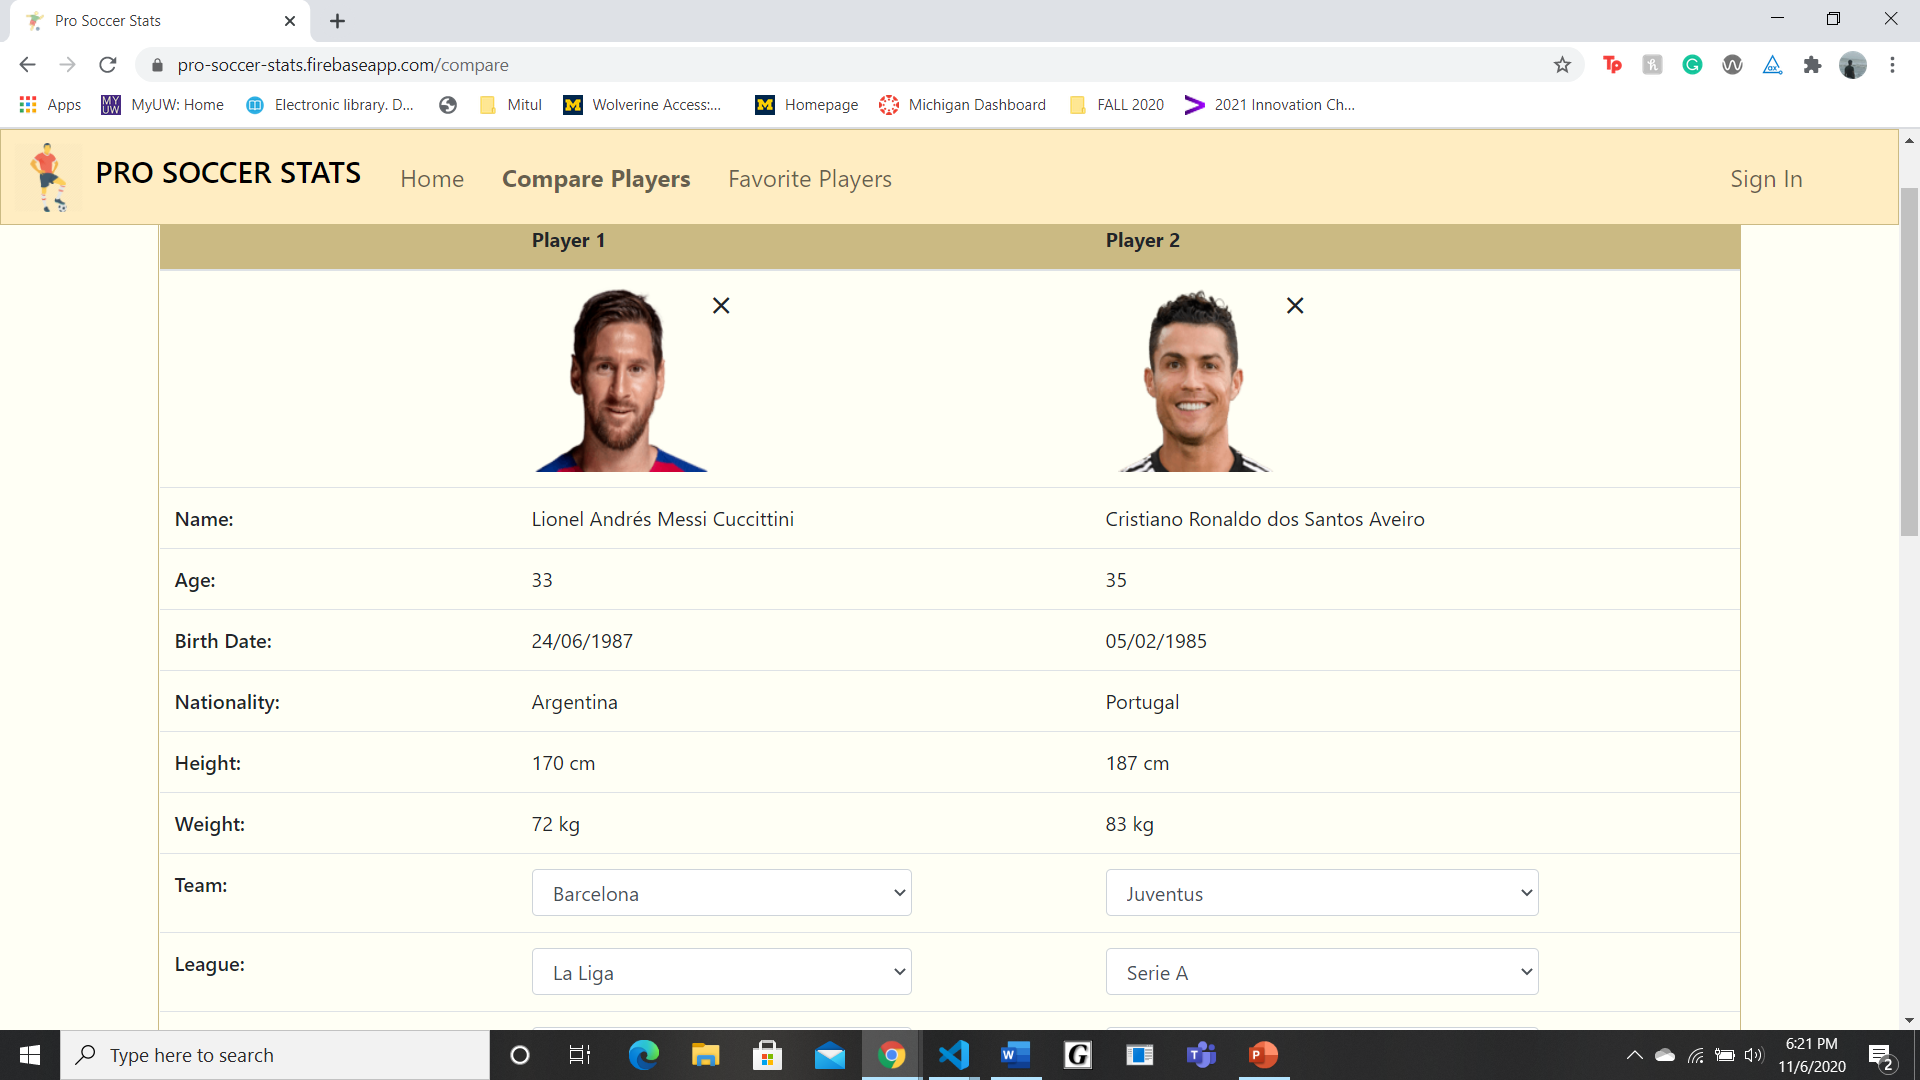 Pro Soccer Stats
pro-soccer-stats.firebaseapp.com/compare
Apps MyUW: Home Electronic library. D... Mitul Wolverine Access:... Homepage Michigan Dashboard FALL 2020 2021 Innovation Ch...
PRO SOCCER STATS Home Compare Players Favorite Players Sign In
Player 1 Player 2
Name: Lionel Andrés Messi Cuccittini Cristiano Ronaldo dos Santos Aveiro
Age: 33 35
Birth Date: 24/06/1987 05/02/1985
Nationality: Argentina Portugal
Height: 170 cm 187 cm
Weight: 72 kg 83 kg
Team: Barcelona Juventus
League: La Liga Serie A
Type here to search
6:21 PM
11/6/2020
2